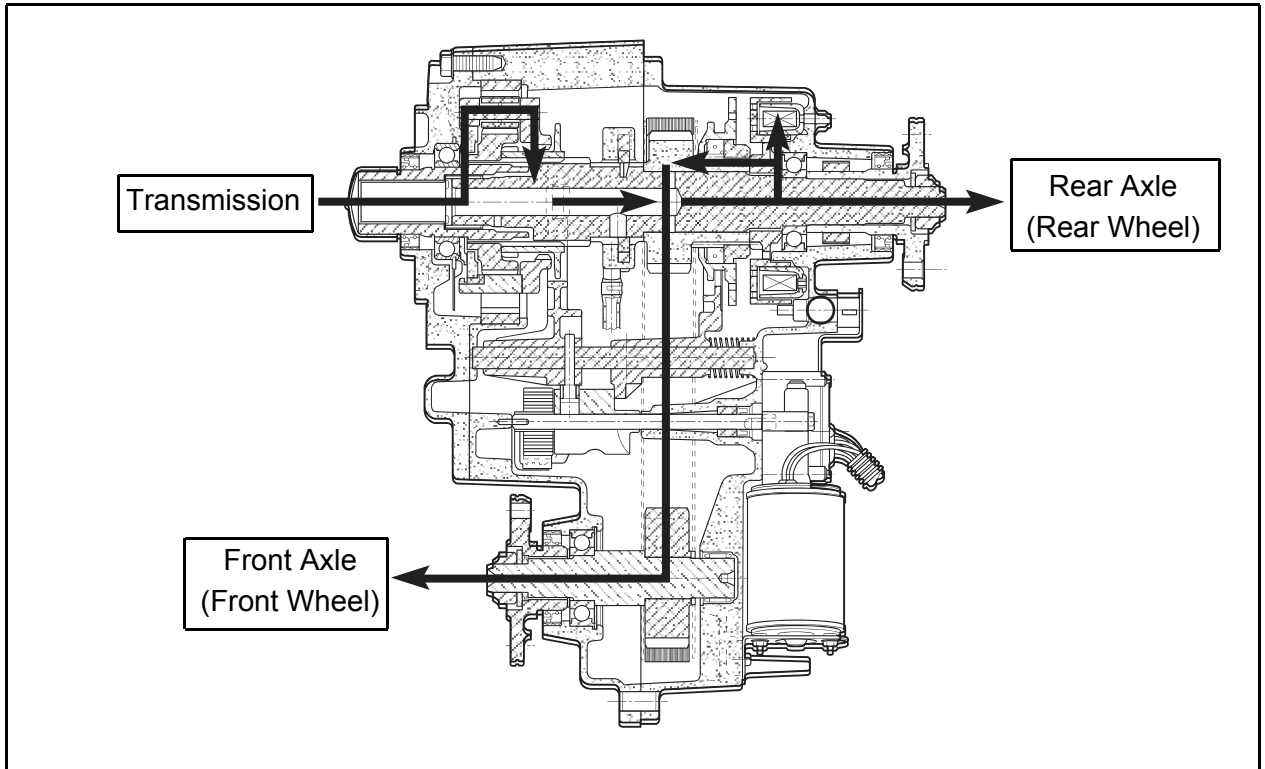 Transmission
Rear Axle
(Rear Wheel)
Front Axle
(Front Wheel)